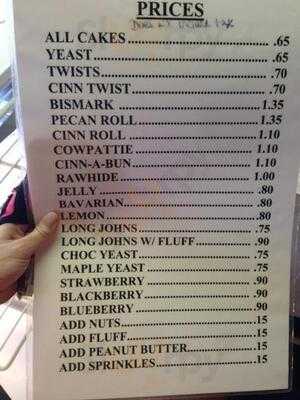 PRICES
ALL CAKES .65
YEAST .65
TWISTS .70
CINN TWIST .70
BISMARK 1.35
PECAN ROLL 1.35
CINN ROLL 1.10
COWPATTIE 1.10
CINN-A-BUN 1.10
RAWHIDE 1.00
JELLY .80
BAVARIAN .80
LEMON .80
LONG JOHNS .75
LONG JOHNS W/ FLUFF .90
CHOC YEAST .75
MAPLE YEAST .75
STRAWBERRY .90
BLACKBERRY .90
BLUEBERRY .90
ADD NUTS .15
ADD FLUFF .15
ADD PEANUT BUTTER .15
ADD SPRINKLES .15